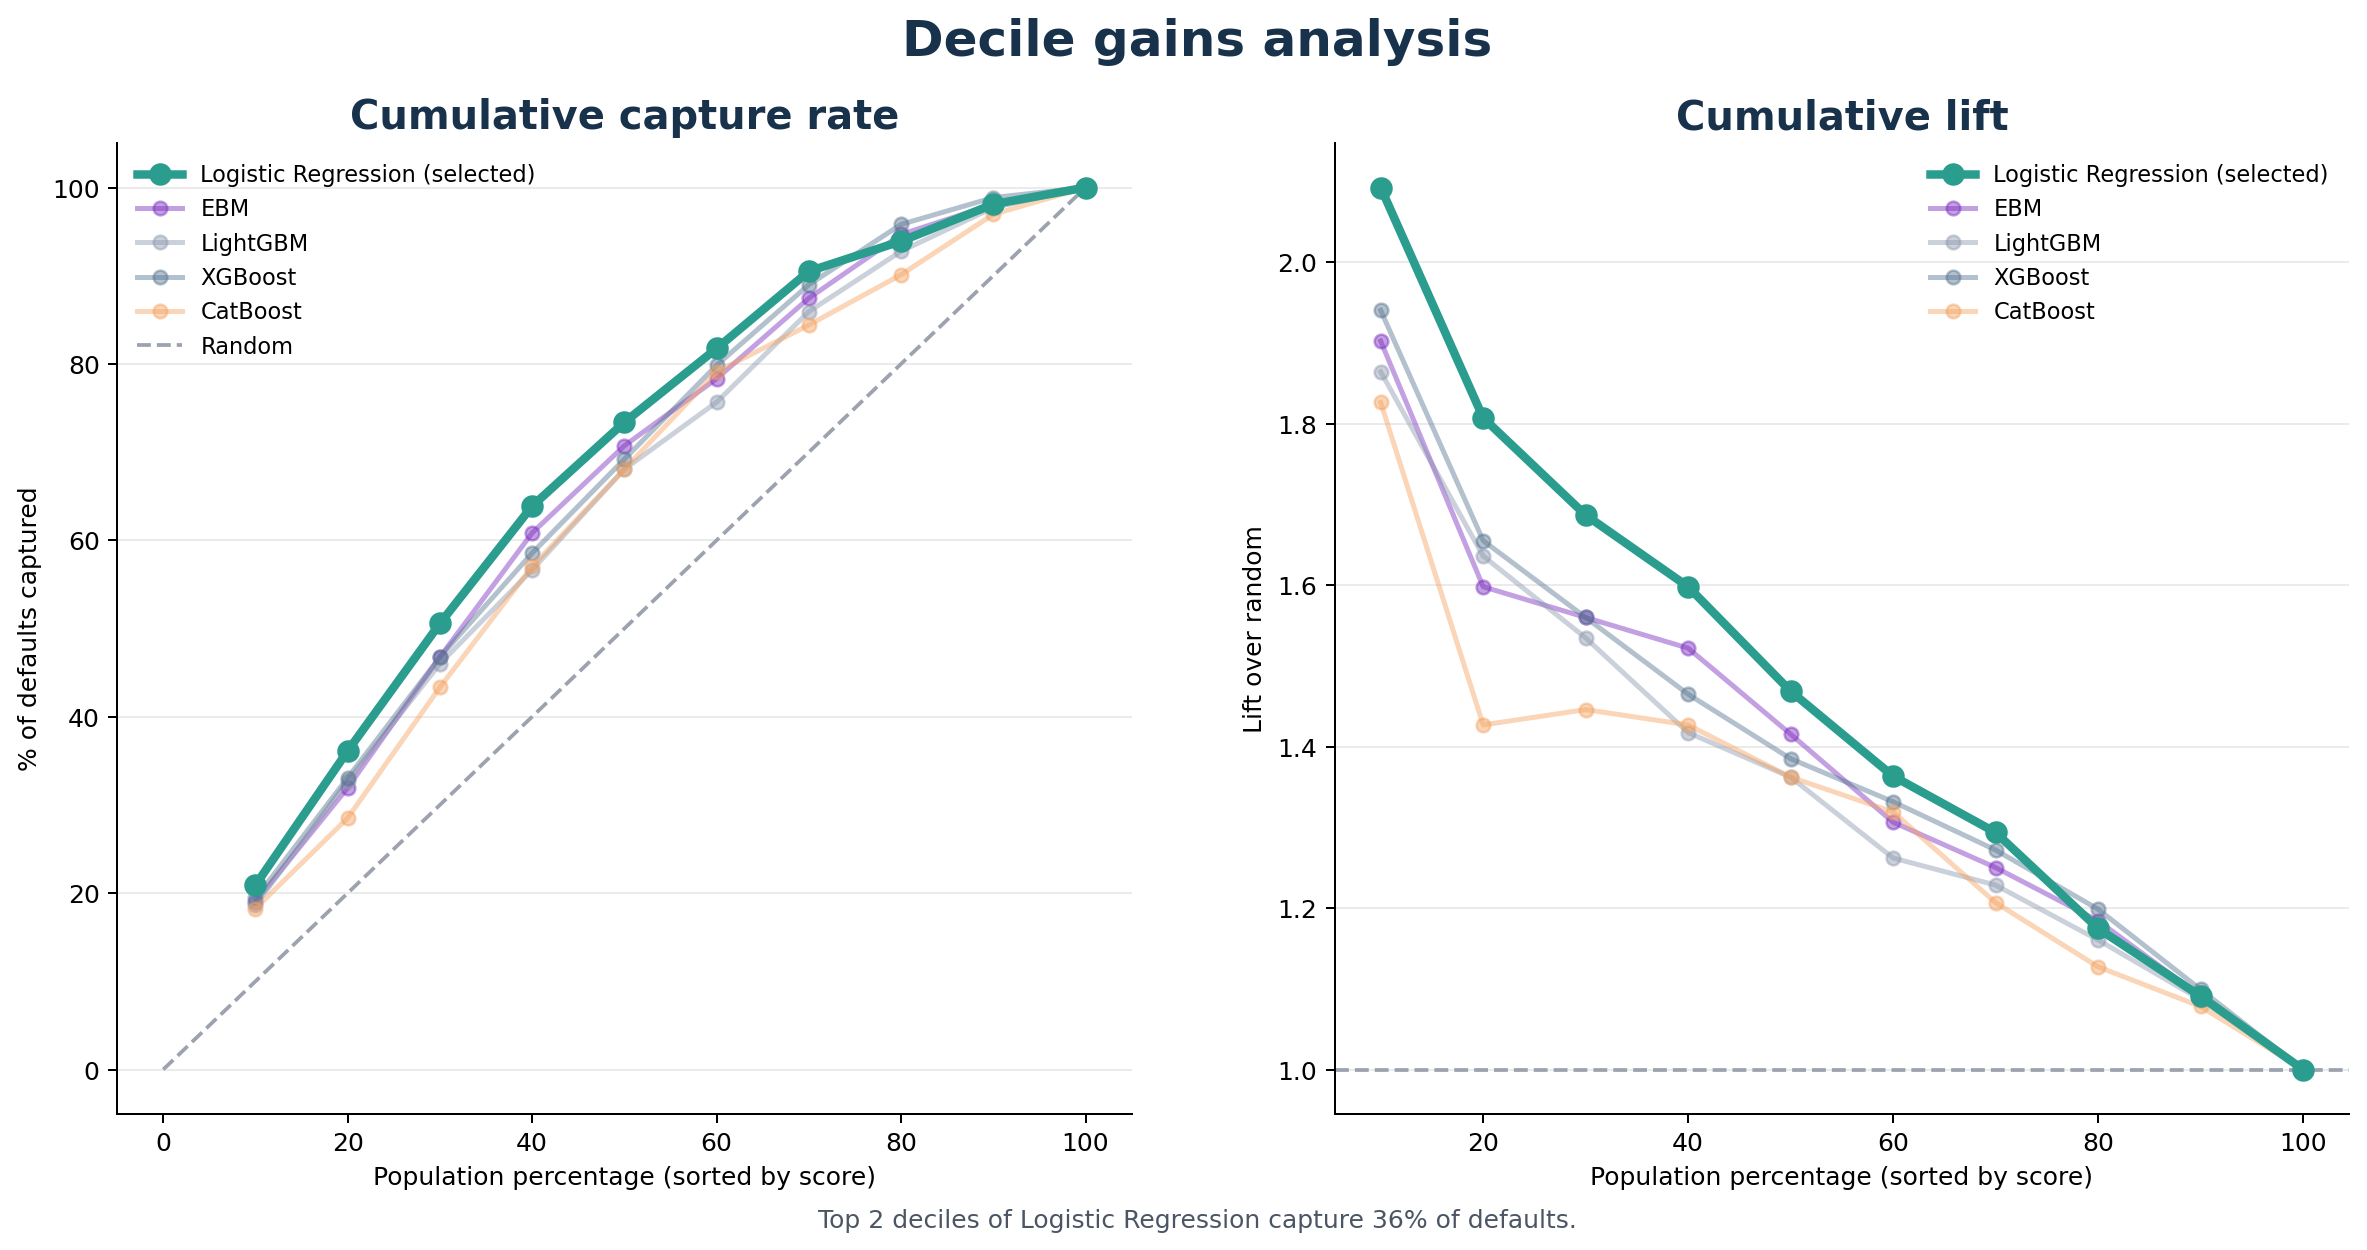 Decile gains analysis
Cumulative capture rate
Logistic Regression (selected)
EBM
LightGBM
XGBoost
CatBoost
Random
% of defaults captured
100
80
60
40
20
0
0 20 40 60 80 100
Population percentage (sorted by score)
Cumulative lift
Logistic Regression (selected)
EBM
LightGBM
XGBoost
CatBoost
Lift over random
2.0
1.8
1.6
1.4
1.2
1.0
20 40 60 80 100
Population percentage (sorted by score)
Top 2 deciles of Logistic Regression capture 36% of defaults.